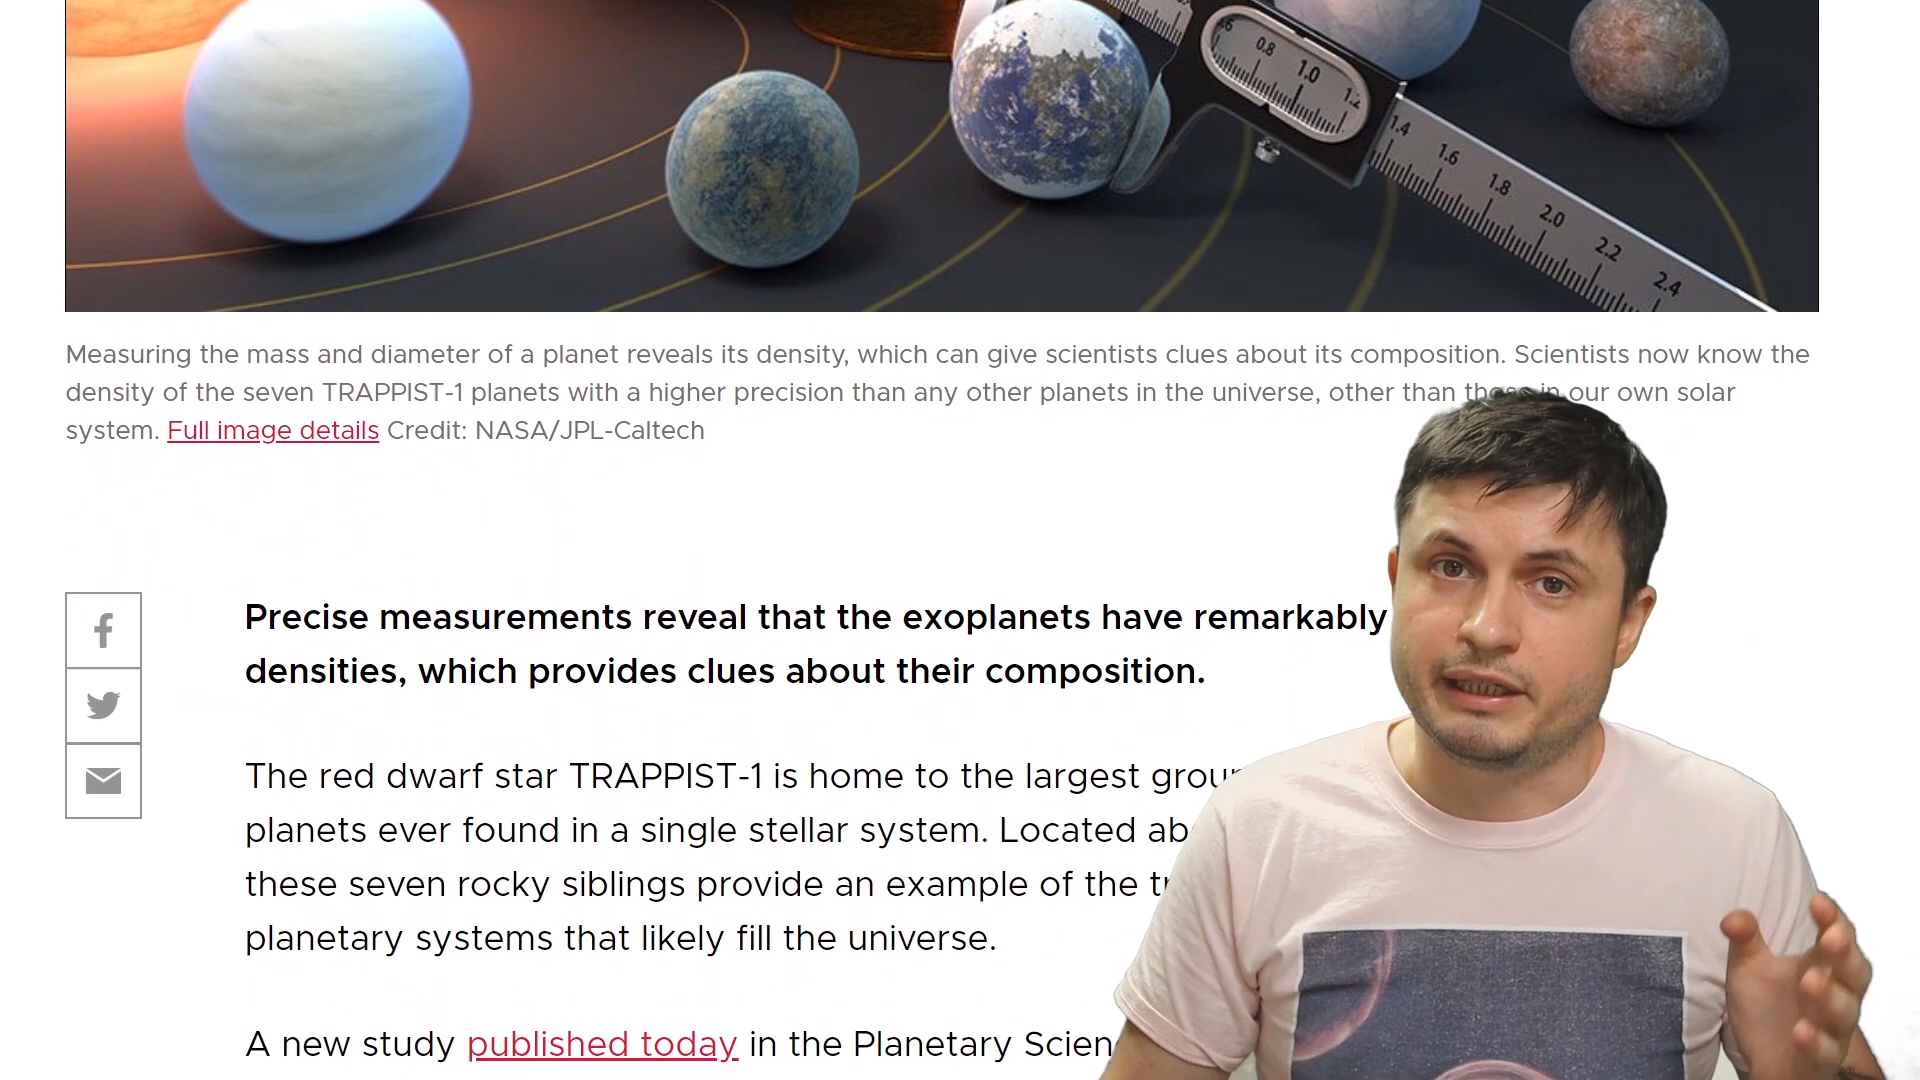 .6 0.8 1.0 1.2
1.4 1.6 1.8 2.0 2.2 2.4
Measuring the mass and diameter of a planet reveals its density, which can give scientists clues about its composition. Scientists now know the
density of the seven TRAPPIST-1 planets with a higher precision than any other planets in the universe, other than those in our own solar
system. Full image details Credit: NASA/JPL-Caltech
Precise measurements reveal that the exoplanets have remarkably
densities, which provides clues about their composition.
The red dwarf star TRAPPIST-1 is home to the largest group
planets ever found in a single stellar system. Located ab
these seven rocky siblings provide an example of the
planetary systems that likely fill the universe.
A new study published today in the Planetary Scien